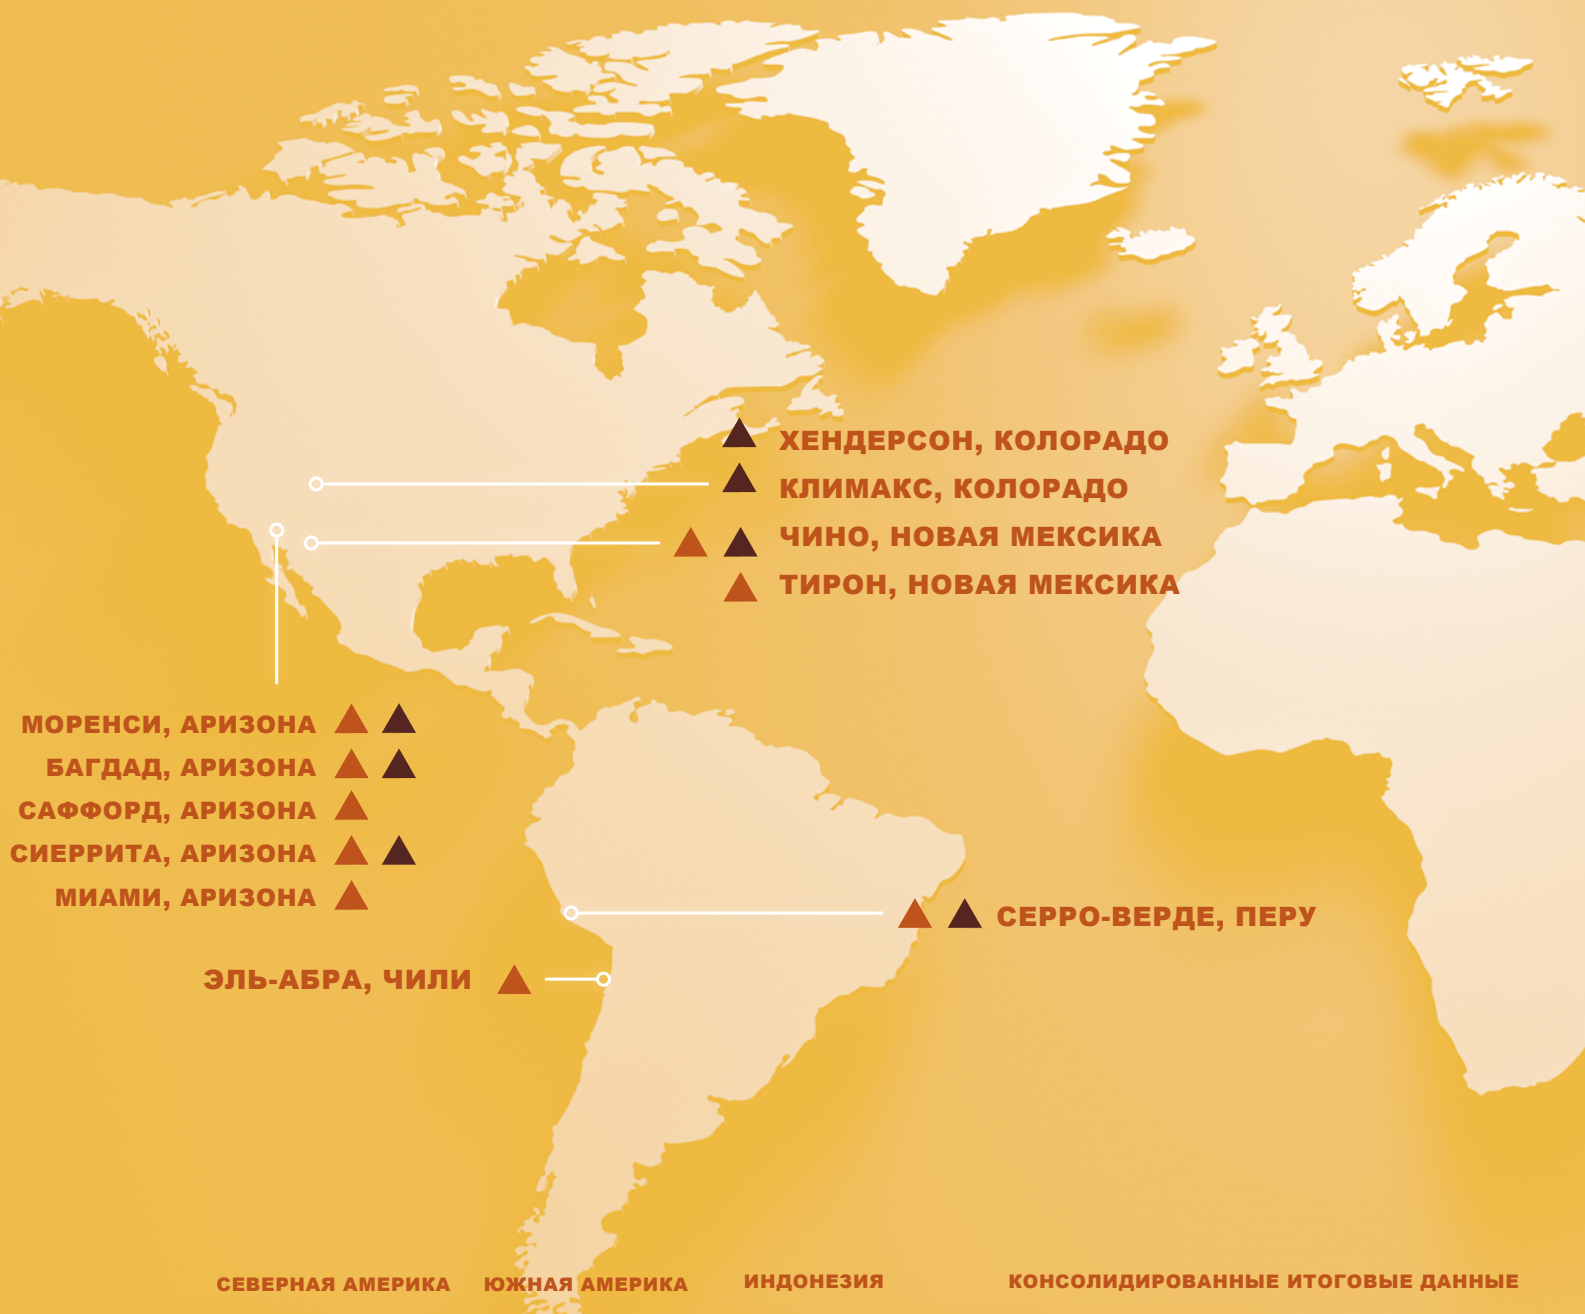 ХЕНДЕРСОН, КОЛОРАДО
КЛИМАКС, КОЛОРАДО
ЧИНО, НОВАЯ МЕКСИКА
ТИРОН, НОВАЯ МЕКСИКА
МОРЕНСИ, АРИЗОНА
БАГДАД, АРИЗОНА
САФФОРД, АРИЗОНА
СИЕРРИТА, АРИЗОНА
МИАМИ, АРИЗОНА
СЕРРО-ВЕРДЕ, ПЕРУ
ЭЛЬ-АБРА, ЧИЛИ
СЕВЕРНАЯ АМЕРИКА
ЮЖНАЯ АМЕРИКА
ИНДОНЕЗИЯ
КОНСОЛИДИРОВАННЫЕ ИТОГОВЫЕ ДАННЫЕ